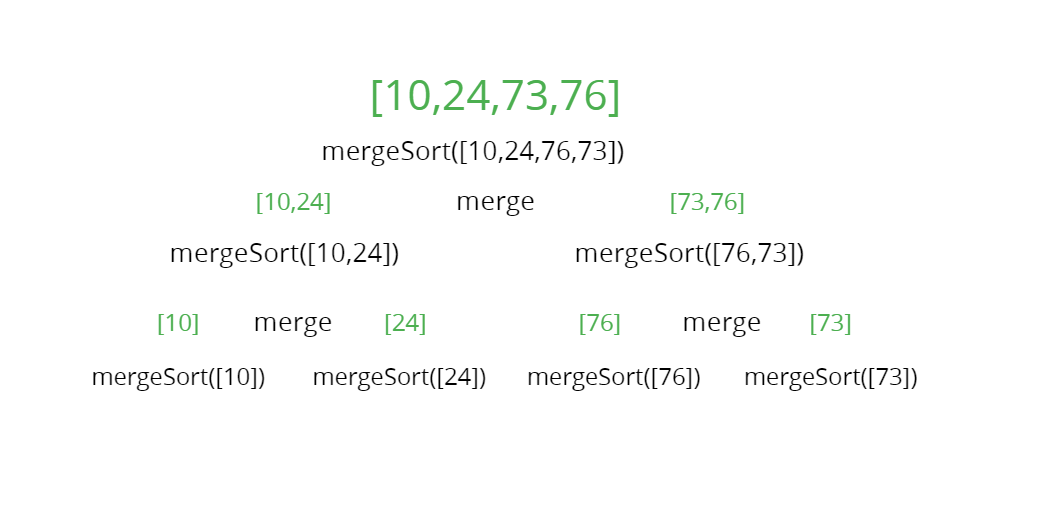 [10,24,73,76]
mergeSort([10,24,76,73])
[10,24] merge [73,76]
mergeSort([10,24]) mergeSort([76,73])
[10] merge [24] [76] merge [73]
mergeSort([10]) mergeSort([24]) mergeSort([76]) mergeSort([73])